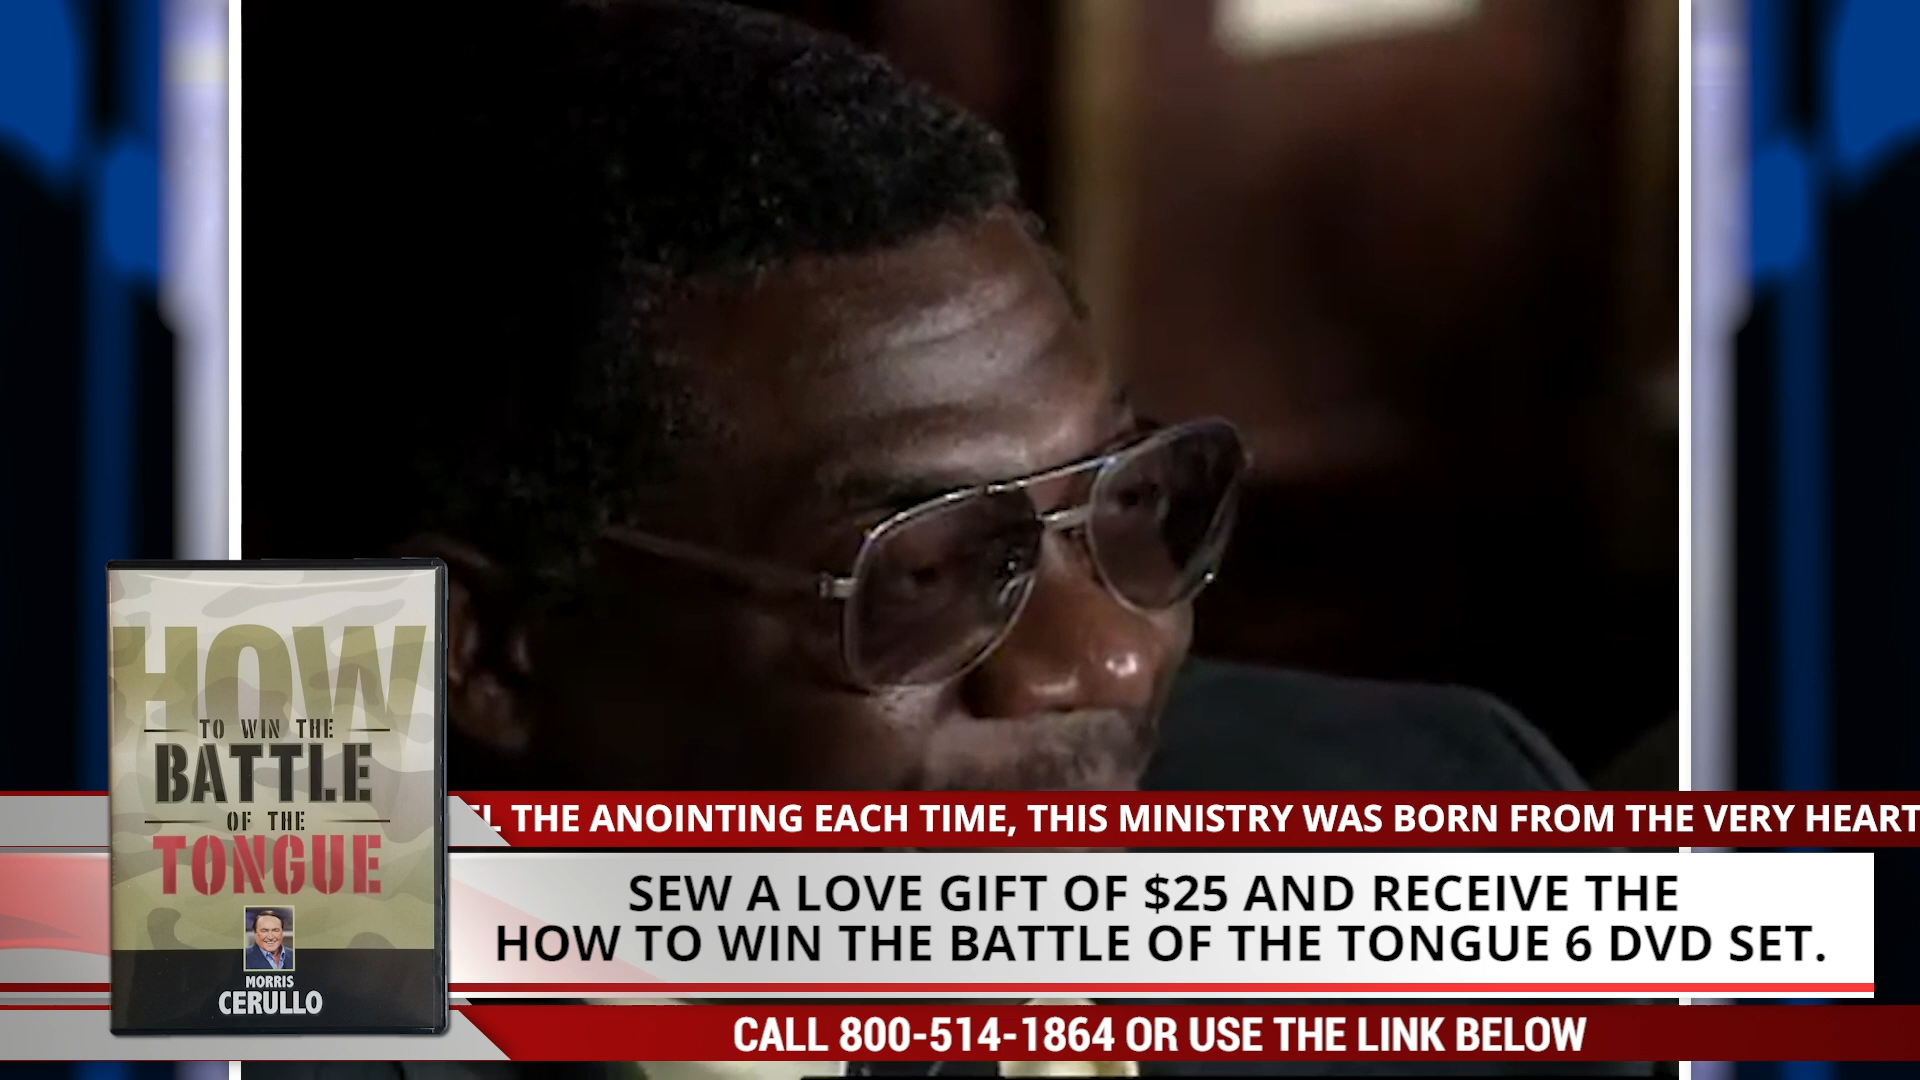 HOW
TO WIN THE
BATTLE
OF THE
TONGUE
MORRIS
CERULLO
THE ANOINTING EACH TIME, THIS MINISTRY WAS BORN FROM THE VERY HEART
SEW A LOVE GIFT OF $25 AND RECEIVE THE
HOW TO WIN THE BATTLE OF THE TONGUE 6 DVD SET.
CALL 800-514-1864 OR USE THE LINK BELOW